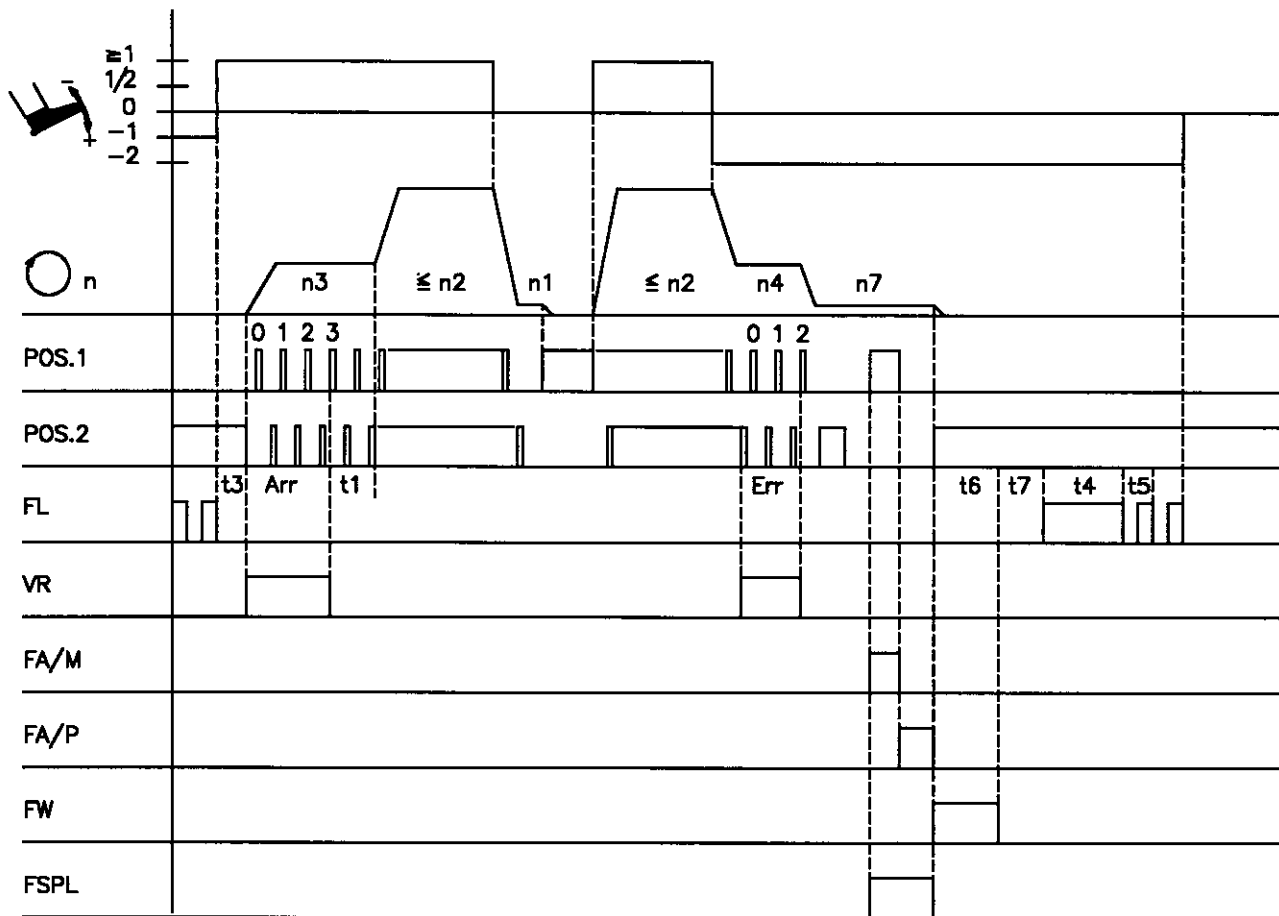 ≧1
1/2
0
-1
-2
-
+
n
n3 ≦ n2 n1 ≦ n2 n4 n7
0 1 2 3 0 1 2
POS.1
POS.2
t3 Arr t1 Err t6 t7 t4 t5
FL
VR
FA/M
FA/P
FW
FSPL